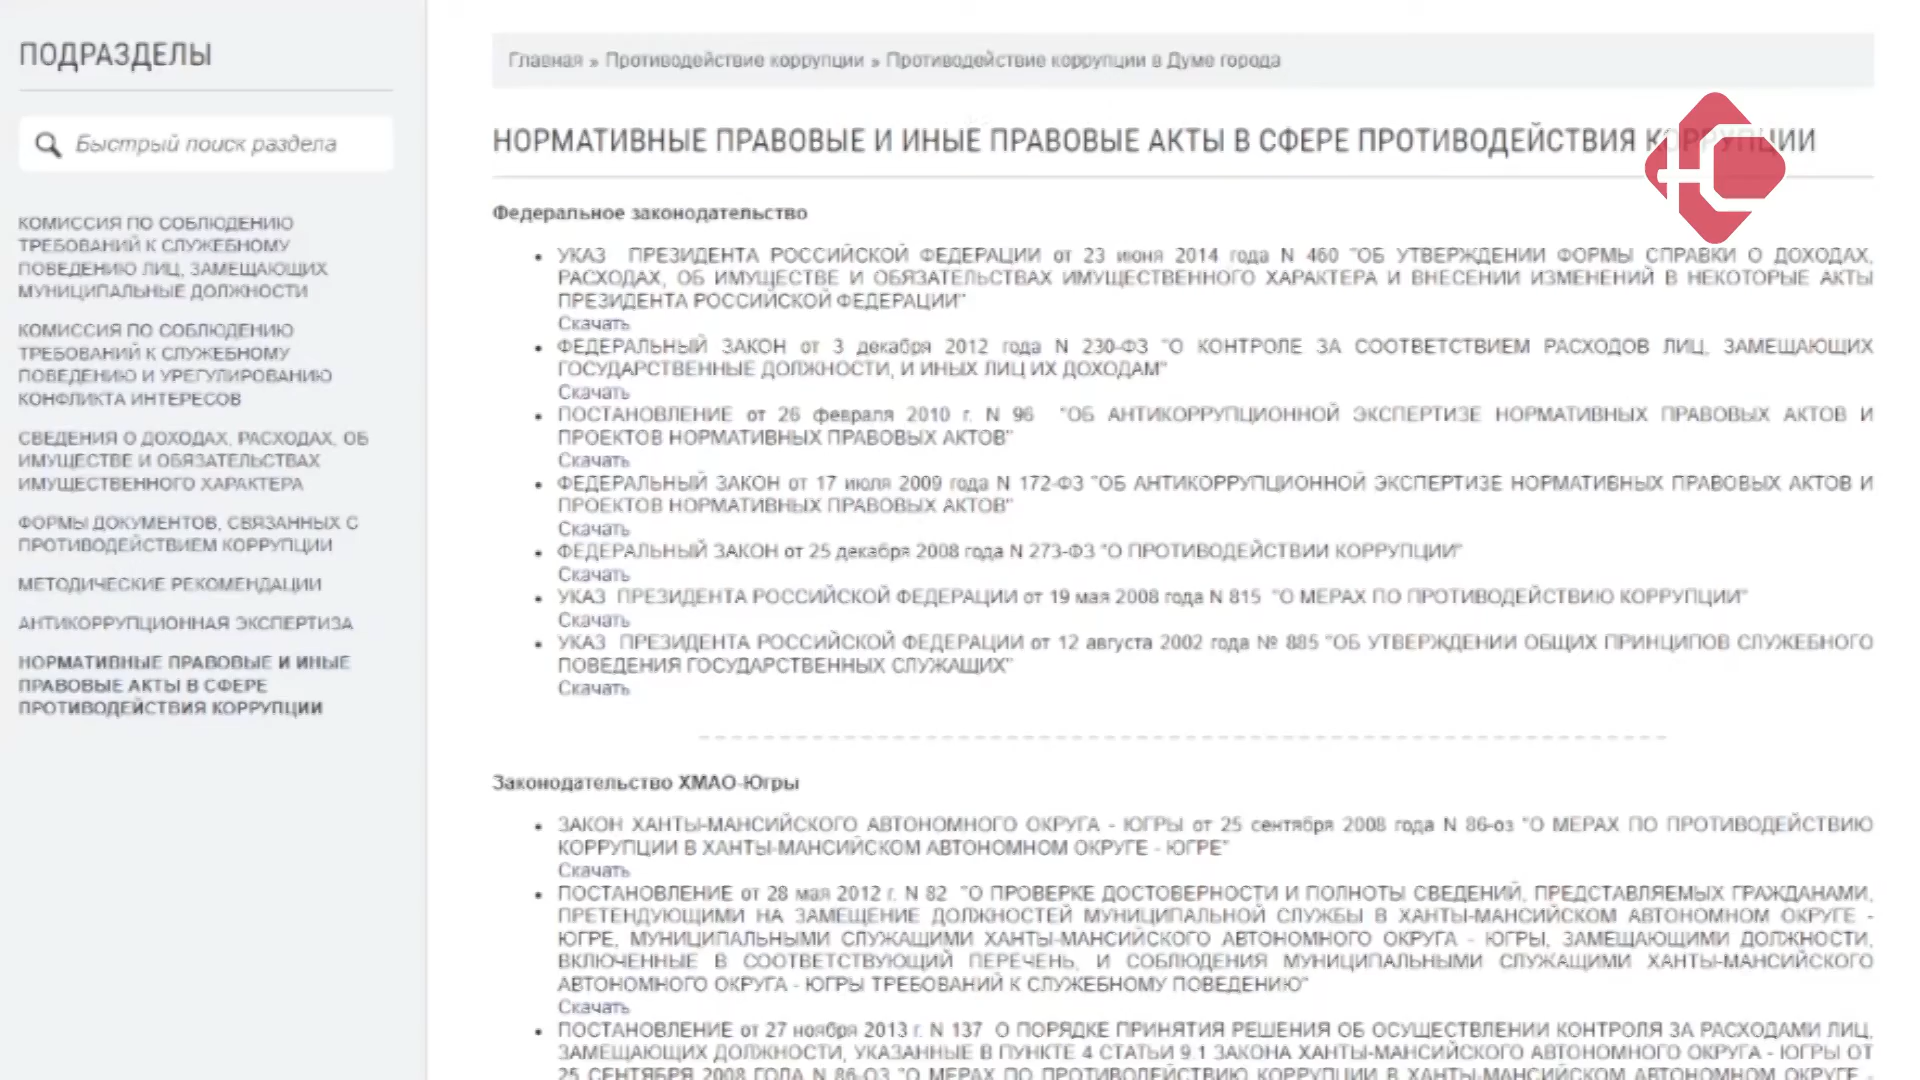 ПОДРАЗДЕЛЫ
Быстрый поиск раздела
КОМИССИЯ ПО СОБЛЮДЕНИЮ
ТРЕБОВАНИЙ К СЛУЖЕБНОМУ
ПОВЕДЕНИЮ ЛИЦ, ЗАМЕЩАЮЩИХ
МУНИЦИПАЛЬНЫЕ ДОЛЖНОСТИ
КОМИССИЯ ПО СОБЛЮДЕНИЮ
ТРЕБОВАНИЙ К СЛУЖЕБНОМУ
ПОВЕДЕНИЮ И УРЕГУЛИРОВАНИЮ
КОНФЛИКТА ИНТЕРЕСОВ
СВЕДЕНИЯ О ДОХОДАХ, РАСХОДАХ, ОБ
ИМУЩЕСТВЕ И ОБЯЗАТЕЛЬСТВАХ
ИМУЩЕСТВЕННОГО ХАРАКТЕРА
ФОРМЫ ДОКУМЕНТОВ, СВЯЗАННЫХ С
ПРОТИВОДЕЙСТВИЕМ КОРРУПЦИИ
МЕТОДИЧЕСКИЕ РЕКОМЕНДАЦИИ
АНТИКОРРУПЦИОННАЯ ЭКСПЕРТИЗА
НОРМАТИВНЫЕ ПРАВОВЫЕ И ИНЫЕ
ПРАВОВЫЕ АКТЫ В СФЕРЕ
ПРОТИВОДЕЙСТВИЯ КОРРУПЦИИ
Главная » Противодействие коррупции » Противодействие коррупции в Думе города
НОРМАТИВНЫЕ ПРАВОВЫЕ И ИНЫЕ ПРАВОВЫЕ АКТЫ В СФЕРЕ ПРОТИВОДЕЙСТВИЯ КОРРУПЦИИ
Федеральное законодательство
• УКАЗ ПРЕЗИДЕНТА РОССИЙСКОЙ ФЕДЕРАЦИИ от 23 июня 2014 года N 460 "ОБ УТВЕРЖДЕНИИ ФОРМЫ СПРАВКИ О ДОХОДАХ,
РАСХОДАХ, ОБ ИМУЩЕСТВЕ И ОБЯЗАТЕЛЬСТВАХ ИМУЩЕСТВЕННОГО ХАРАКТЕРА И ВНЕСЕНИИ ИЗМЕНЕНИЙ В НЕКОТОРЫЕ АКТЫ
ПРЕЗИДЕНТА РОССИЙСКОЙ ФЕДЕРАЦИИ"
Скачать
• ФЕДЕРАЛЬНЫЙ ЗАКОН от 3 декабря 2012 года N 230-ФЗ "О КОНТРОЛЕ ЗА СООТВЕТСТВИЕМ РАСХОДОВ ЛИЦ, ЗАМЕЩАЮЩИХ
ГОСУДАРСТВЕННЫЕ ДОЛЖНОСТИ, И ИНЫХ ЛИЦ ИХ ДОХОДАМ"
Скачать
• ПОСТАНОВЛЕНИЕ от 26 февраля 2010 г. N 96 "ОБ АНТИКОРРУПЦИОННОЙ ЭКСПЕРТИЗЕ НОРМАТИВНЫХ ПРАВОВЫХ АКТОВ И
ПРОЕКТОВ НОРМАТИВНЫХ ПРАВОВЫХ АКТОВ"
Скачать
• ФЕДЕРАЛЬНЫЙ ЗАКОН от 17 июля 2009 года N 172-ФЗ "ОБ АНТИКОРРУПЦИОННОЙ ЭКСПЕРТИЗЕ НОРМАТИВНЫХ ПРАВОВЫХ АКТОВ И
ПРОЕКТОВ НОРМАТИВНЫХ ПРАВОВЫХ АКТОВ"
Скачать
• ФЕДЕРАЛЬНЫЙ ЗАКОН от 25 декабря 2008 года N 273-ФЗ "О ПРОТИВОДЕЙСТВИИ КОРРУПЦИИ"
Скачать
• УКАЗ ПРЕЗИДЕНТА РОССИЙСКОЙ ФЕДЕРАЦИИ от 19 мая 2008 года N 815 "О МЕРАХ ПО ПРОТИВОДЕЙСТВИЮ КОРРУПЦИИ"
Скачать
• УКАЗ ПРЕЗИДЕНТА РОССИЙСКОЙ ФЕДЕРАЦИИ от 12 августа 2002 года № 885 "ОБ УТВЕРЖДЕНИИ ОБЩИХ ПРИНЦИПОВ СЛУЖЕБНОГО
ПОВЕДЕНИЯ ГОСУДАРСТВЕННЫХ СЛУЖАЩИХ"
Скачать
Законодательство ХМАО-Югры
• ЗАКОН ХАНТЫ-МАНСИЙСКОГО АВТОНОМНОГО ОКРУГА - ЮГРЫ от 25 сентября 2008 года N 86-оз "О МЕРАХ ПО ПРОТИВОДЕЙСТВИЮ
КОРРУПЦИИ В ХАНТЫ-МАНСИЙСКОМ АВТОНОМНОМ ОКРУГЕ - ЮГРЕ"
Скачать
• ПОСТАНОВЛЕНИЕ от 28 мая 2012 г. N 82 "О ПРОВЕРКЕ ДОСТОВЕРНОСТИ И ПОЛНОТЫ СВЕДЕНИЙ, ПРЕДСТАВЛЯЕМЫХ ГРАЖДАНАМИ,
ПРЕТЕНДУЮЩИМИ НА ЗАМЕЩЕНИЕ ДОЛЖНОСТЕЙ МУНИЦИПАЛЬНОЙ СЛУЖБЫ В ХАНТЫ-МАНСИЙСКОМ АВТОНОМНОМ ОКРУГЕ -
ЮГРЕ, МУНИЦИПАЛЬНЫМИ СЛУЖАЩИМИ ХАНТЫ-МАНСИЙСКОГО АВТОНОМНОГО ОКРУГА - ЮГРЫ, ЗАМЕЩАЮЩИМИ ДОЛЖНОСТИ,
ВКЛЮЧЕННЫЕ В СООТВЕТСТВУЮЩИЙ ПЕРЕЧЕНЬ, И СОБЛЮДЕНИЯ МУНИЦИПАЛЬНЫМИ СЛУЖАЩИМИ ХАНТЫ-МАНСИЙСКОГО
АВТОНОМНОГО ОКРУГА - ЮГРЫ ТРЕБОВАНИЙ К СЛУЖЕБНОМУ ПОВЕДЕНИЮ"
Скачать
• ПОСТАНОВЛЕНИЕ от 27 ноября 2013 г. N 137 О ПОРЯДКЕ ПРИНЯТИЯ РЕШЕНИЯ ОБ ОСУЩЕСТВЛЕНИИ КОНТРОЛЯ ЗА РАСХОДАМИ ЛИЦ,
ЗАМЕЩАЮЩИХ ДОЛЖНОСТИ, УКАЗАННЫЕ В ПУНКТЕ 4 СТАТЬИ 9.1 ЗАКОНА ХАНТЫ-МАНСИЙСКОГО АВТОНОМНОГО ОКРУГА - ЮГРЫ ОТ
25 СЕНТЯБРЯ 2008 ГОДА N 86-ОЗ "О МЕРАХ ПО ПРОТИВОДЕЙСТВИЮ КОРРУПЦИИ В ХАНТЫ-МАНСИЙСКОМ АВТОНОМНОМ ОКРУГЕ -